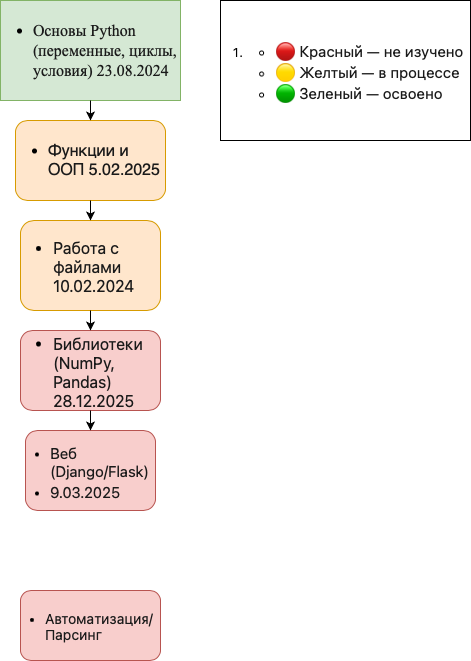 Основы Python
(переменные, циклы,
условия) 23.08.2024
1.
Красный — не изучено
Желтый — в процессе
Зеленый — освоено
Функции и
ООП 5.02.2025
Работа с
файлами
10.02.2024
Библиотеки
(NumPy,
Pandas)
28.12.2025
Веб
(Django/Flask)
9.03.2025
Автоматизация/
Парсинг